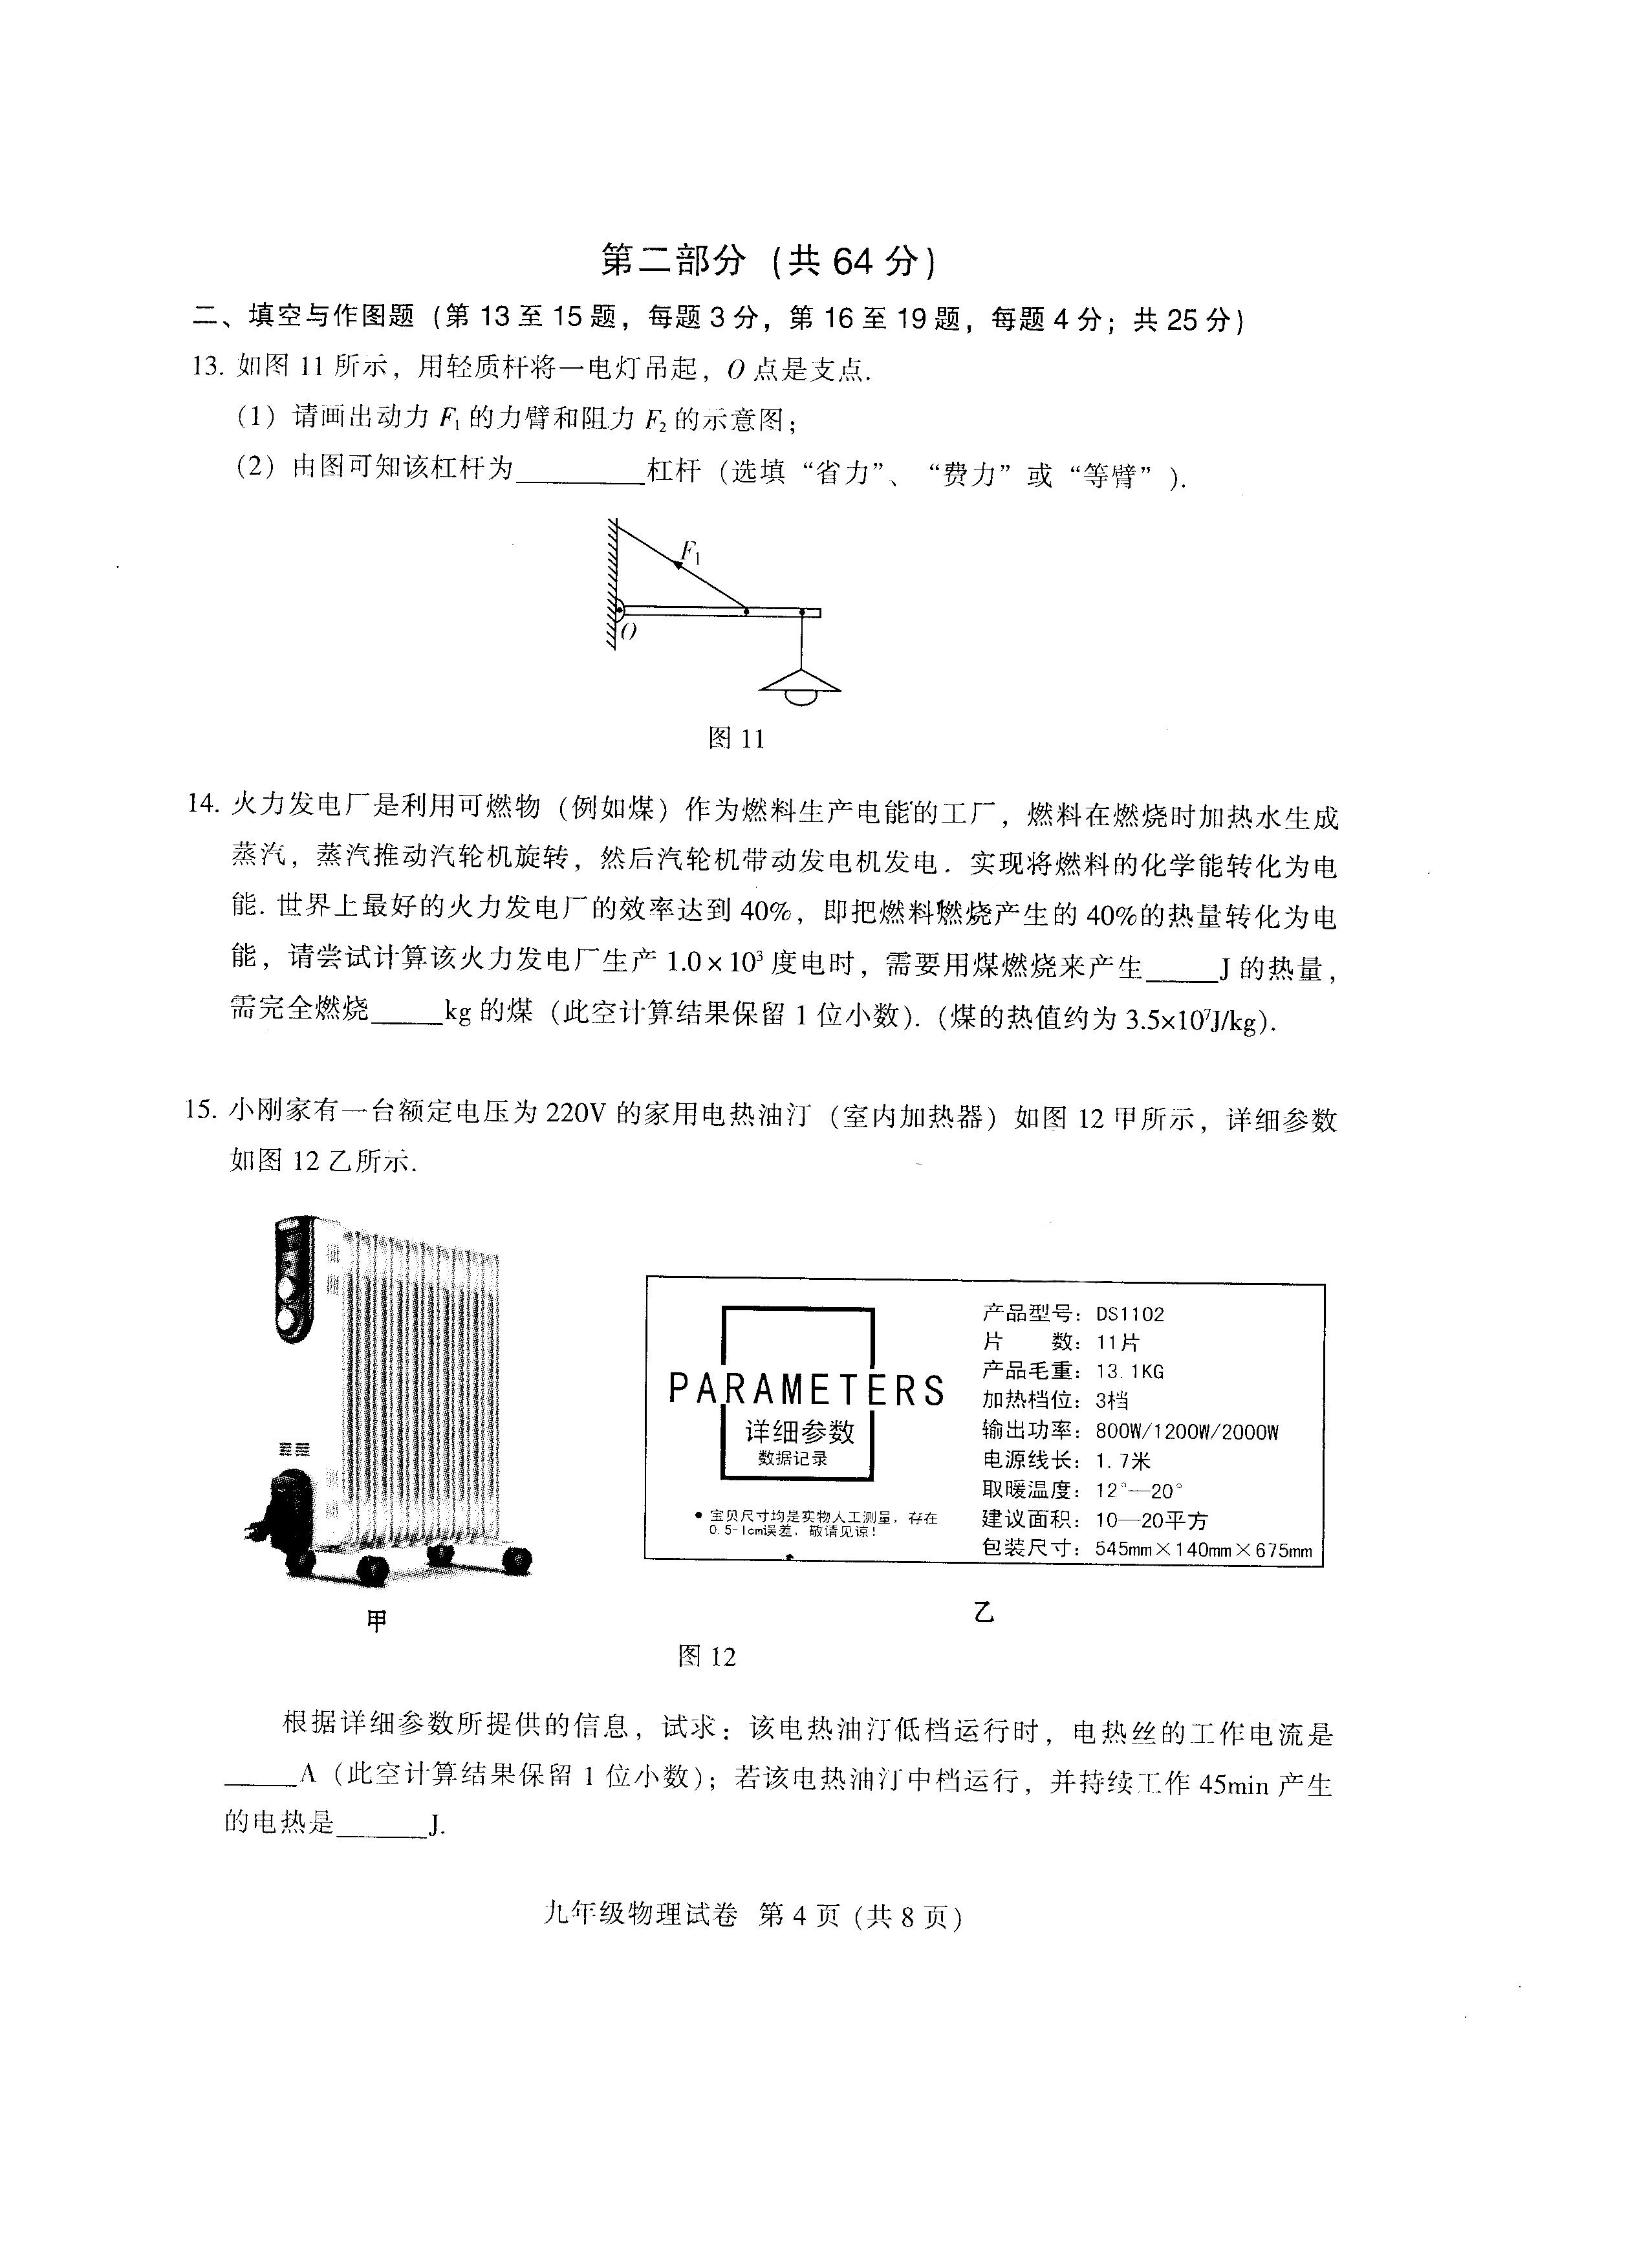 第二部分 (共 64 分)
二、填空与作图题 (第 13 至 15 题，每题 3 分，第 16 至 19 题，每题 4 分；共 25 分)
13. 如图 11 所示，用轻质杆将一电灯吊起，O 点是支点.
(1) 请画出动力 F₁ 的力臂和阻力 F₂ 的示意图；
(2) 由图可知该杠杆为________杠杆 (选填“省力”、“费力”或“等臂”).
F₁
O
图 11
14. 火力发电厂是利用可燃物 (例如煤) 作为燃料生产电能的工厂，燃料在燃烧时加热水生成
蒸汽，蒸汽推动汽轮机旋转，然后汽轮机带动发电机发电. 实现将燃料的化学能转化为电
能. 世界上最好的火力发电厂的效率达到 40%，即把燃料燃烧产生的 40%的热量转化为电
能，请尝试计算该火力发电厂生产 1.0×10³ 度电时，需要用煤燃烧来产生_____J 的热量，
需完全燃烧_____kg 的煤 (此空计算结果保留 1 位小数). (煤的热值约为 3.5×10⁷J/kg).
15. 小刚家有一台额定电压为 220V 的家用电热油汀 (室内加热器) 如图 12 甲所示，详细参数
如图 12 乙所示.
PARAMETERS
详细参数
数据记录
• 宝贝尺寸均是实物人工测量，存在
0.5-1cm误差，敬请见谅！
产品型号：DS1102
片 数：11片
产品毛重：13.1KG
加热档位：3档
输出功率：800W/1200W/2000W
电源线长：1.7米
取暖温度：12°—20°
建议面积：10—20平方
包装尺寸：545mm×140mm×675mm
甲
乙
图 12
根据详细参数所提供的信息，试求：该电热油汀低档运行时，电热丝的工作电流是
_____A (此空计算结果保留 1 位小数)；若该电热油汀中档运行，并持续工作 45min 产生
的电热是______J.
九年级物理试卷 第 4 页 (共 8 页)